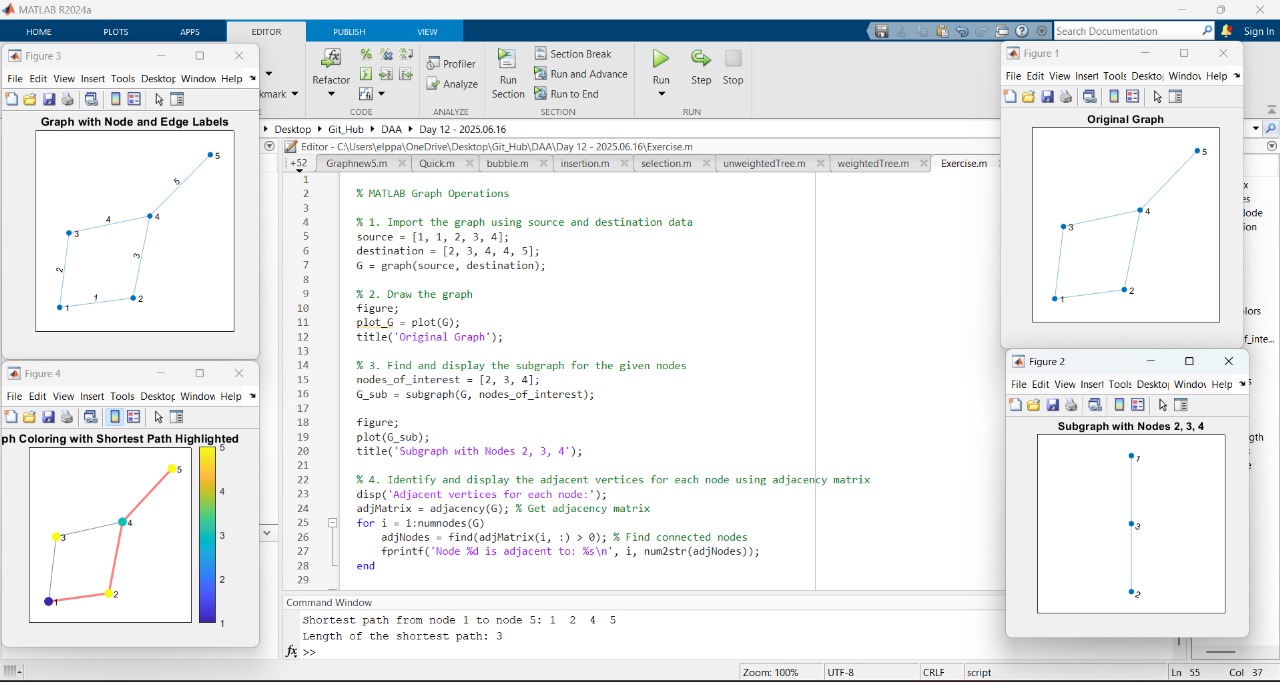 MATLAB R2024a
HOME PLOTS APPS EDITOR PUBLISH VIEW
Search Documentation
Sign In
Refactor
CODE
Profiler
Analyze
ANALYZE
Run Section
Section Break
Run and Advance
Run to End
SECTION
Run Step Stop
RUN
Desktop Git_Hub DAA Day 12 - 2025.06.16
Editor - C:\Users\elppa\OneDrive\Desktop\Git_Hub\DAA\Day 12 - 2025.06.16\Exercise.m
+52 Graphnew5.m Quick.m bubble.m insertion.m selection.m unweightedTree.m weightedTree.m Exercise.m
1
2 % MATLAB Graph Operations
3
4 % 1. Import the graph using source and destination data
5 source = [1, 1, 2, 3, 4];
6 destination = [2, 3, 4, 4, 5];
7 G = graph(source, destination);
8
9 % 2. Draw the graph
10 figure;
11 plot_G = plot(G);
12 title('Original Graph');
13
14 % 3. Find and display the subgraph for the given nodes
15 nodes_of_interest = [2, 3, 4];
16 G_sub = subgraph(G, nodes_of_interest);
17
18 figure;
19 plot(G_sub);
20 title('Subgraph with Nodes 2, 3, 4');
21
22 % 4. Identify and display the adjacent vertices for each node using adjacency matrix
23 disp('Adjacent vertices for each node:');
24 adjMatrix = adjacency(G); % Get adjacency matrix
25 for i = 1:numnodes(G)
26 adjNodes = find(adjMatrix(i, :) > 0); % Find connected nodes
27 fprintf('Node %d is adjacent to: %s\n', i, num2str(adjNodes));
28 end
29
Command Window
Shortest path from node 1 to node 5: 1 2 4 5
Length of the shortest path: 3
fx >>
Zoom: 100% UTF-8 CRLF script Ln 55 Col 37
Figure 3
File Edit View Insert Tools Desktop Window Help
Graph with Node and Edge Labels
5
5
4
4
3
3
2
1
2
1
Figure 4
File Edit View Insert Tools Desktop Window Help
ph Coloring with Shortest Path Highlighted
5
4
3
2
1
5
4
3
2
1
Figure 1
File Edit View Insert Tools Desktop Window Help
Original Graph
5
4
3
2
1
Figure 2
File Edit View Insert Tools Desktop Window Help
Subgraph with Nodes 2, 3, 4
1
3
2